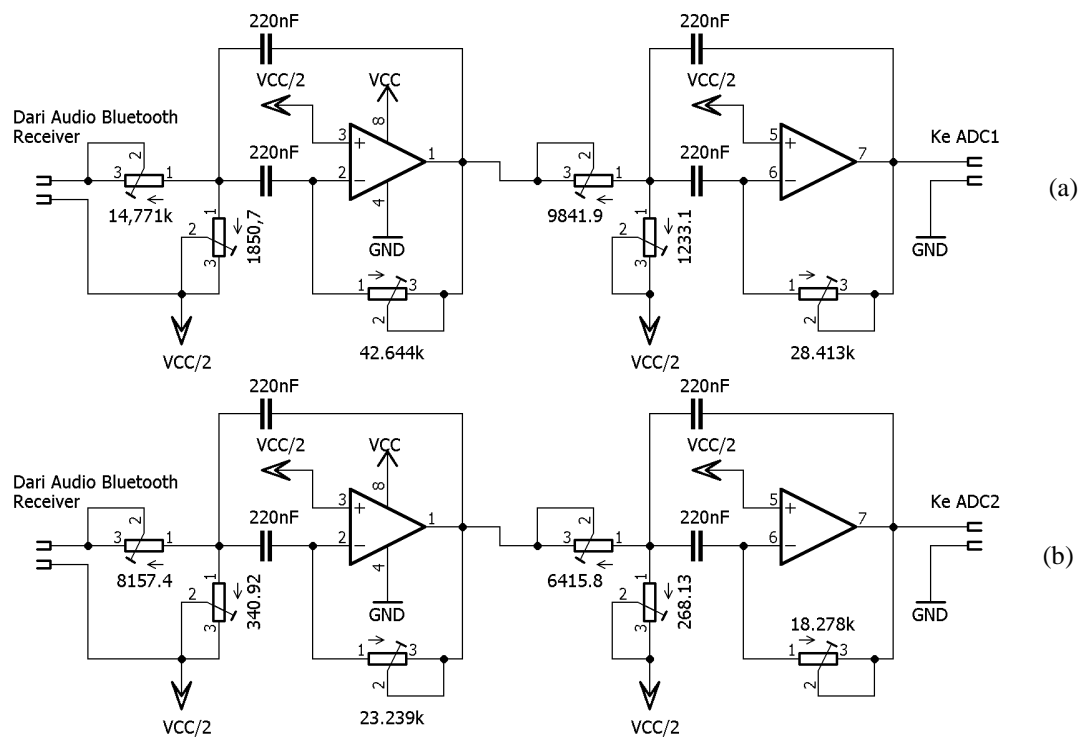 220nF
220nF
VCC/2
VCC
VCC/2
Dari Audio Bluetooth
Receiver
8
2
3
+
1
2
5
+
7
Ke ADC1
220nF
220nF
3
1
2
−
3
1
6
−
(a)
14,771k
1
4
9841.9
1
2
1850,7
2
1233.1
3
GND
3
GND
1
3
1
3
2
2
VCC/2
42.644k
VCC/2
28.413k
220nF
220nF
VCC/2
VCC
VCC/2
Dari Audio Bluetooth
Receiver
8
2
3
+
1
2
5
+
7
Ke ADC2
220nF
220nF
3
1
2
−
3
1
6
−
(b)
8157.4
1
4
6415.8
1
2
340.92
2
268.13
3
GND
3
GND
18.278k
1
3
1
3
2
2
VCC/2
23.239k
VCC/2